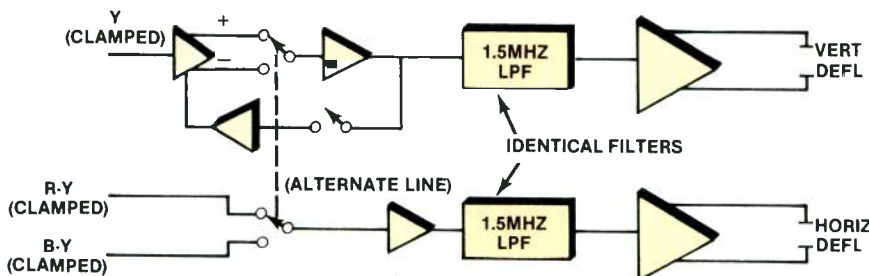 Y
(CLAMPED)
+
−
1.5MHZ
LPF
VERT
DEFL
IDENTICAL FILTERS
R-Y
(CLAMPED)
(ALTERNATE LINE)
B-Y
(CLAMPED)
1.5MHZ
LPF
HORIZ
DEFL